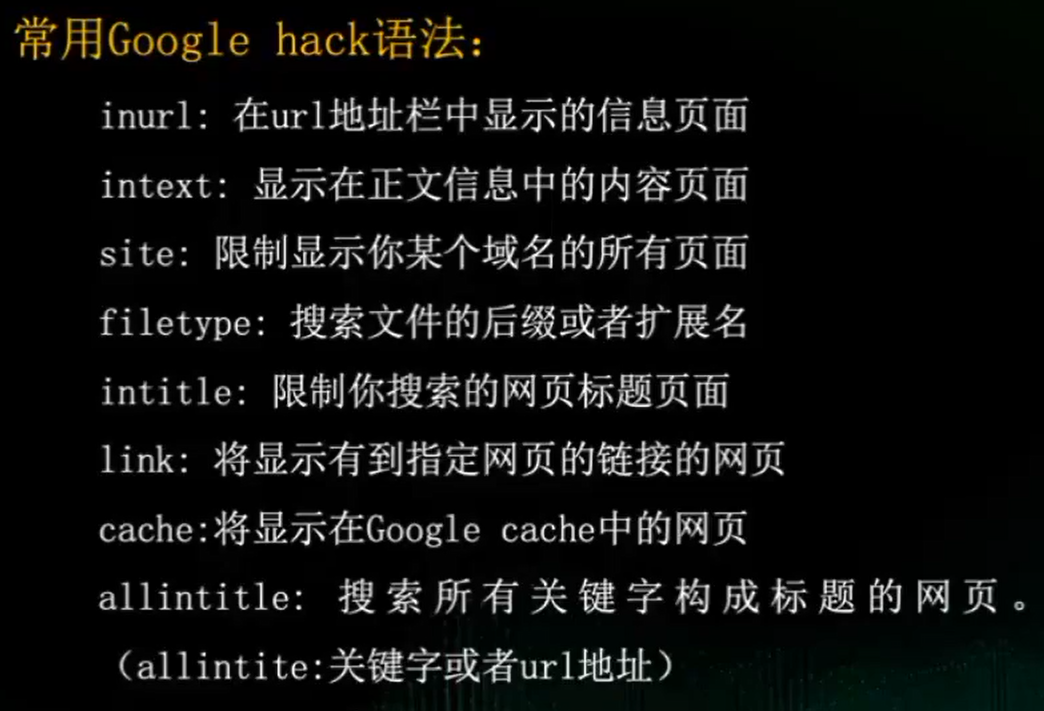 常用Google hack语法：
inurl: 在url地址栏中显示的信息页面
intext: 显示在正文信息中的内容页面
site: 限制显示你某个域名的所有页面
filetype: 搜索文件的后缀或者扩展名
intitle: 限制你搜索的网页标题页面
link: 将显示有到指定网页的链接的网页
cache:将显示在Google cache中的网页
allintitle: 搜索所有关键字构成标题的网页。
（allintite:关键字或者url地址）